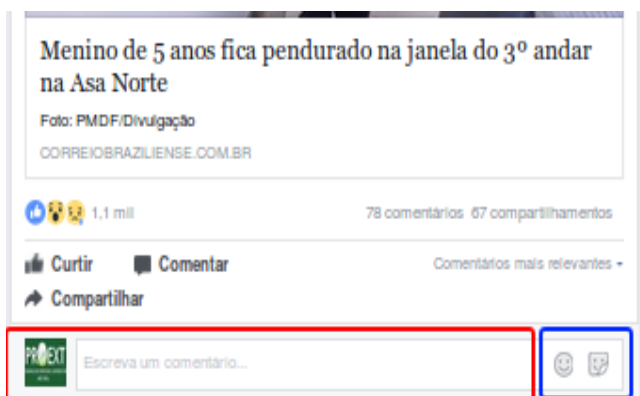 Menino de 5 anos fica pendurado na janela do 3º andar
na Asa Norte
Foto: PMDF/Divulgação
CORREIOBRAZILIENSE.COM.BR
1,1 mil 78 comentários 67 compartilhamentos
Curtir Comentar Comentários mais relevantes
Compartilhar
PROEXT Escreva um comentário...